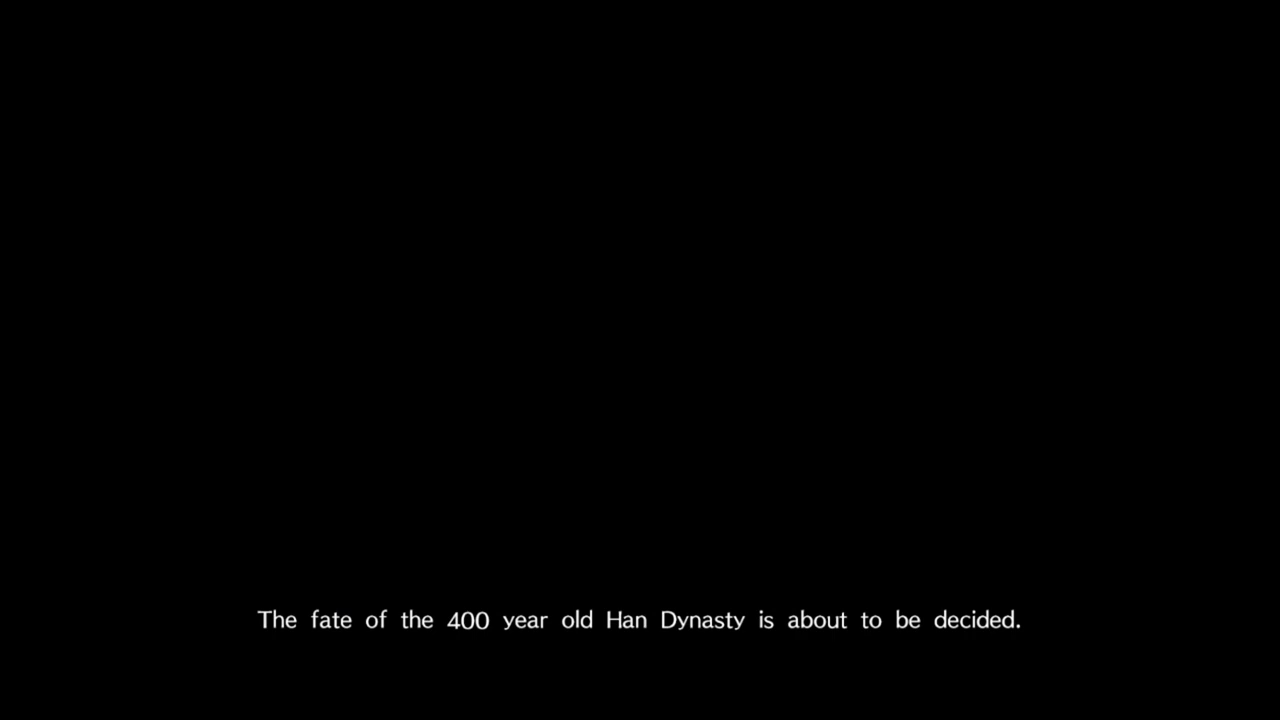 The fate of the 400 year old Han Dynasty is about to be decided.